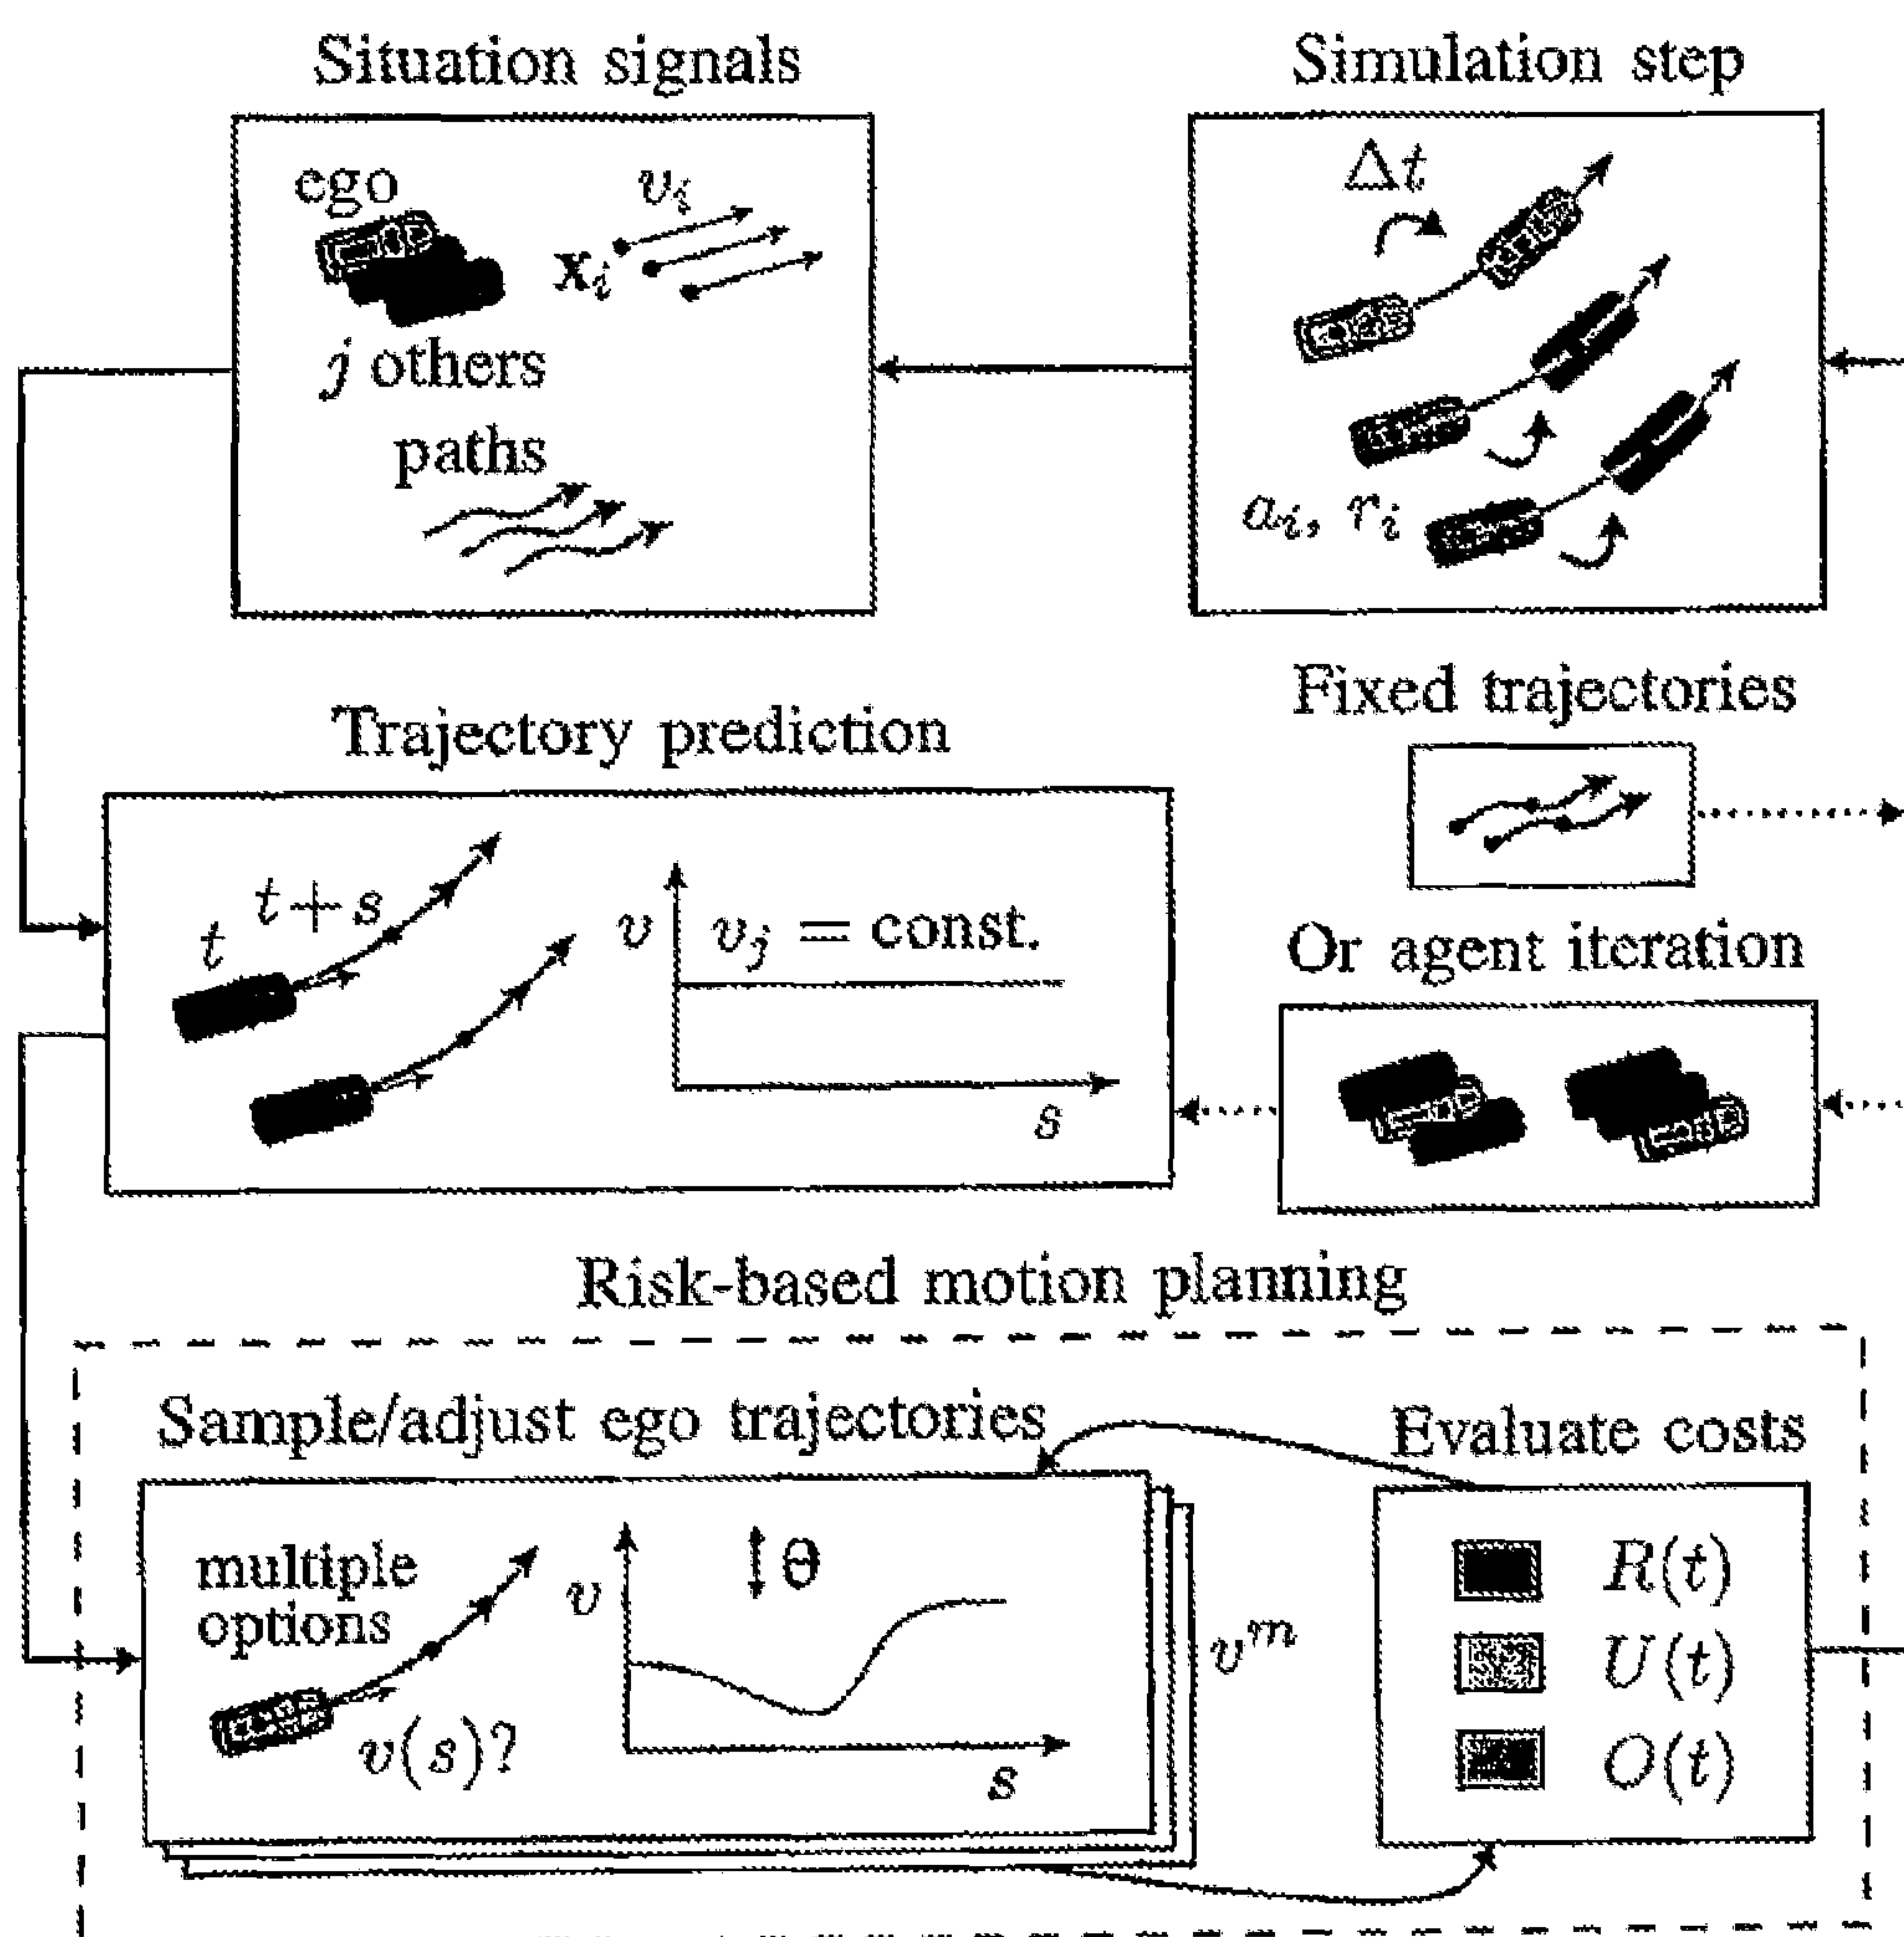 Situation signals
ego
v_i
x_i
j others
paths
Simulation step
Δt
a_i, r_i
Fixed trajectories
Trajectory prediction
t
t+s
v
v_j = const.
s
Or agent iteration
Risk-based motion planning
Sample/adjust ego trajectories
multiple
options
v(s)?
v
θ
s
v^m
Evaluate costs
R(t)
U(t)
O(t)